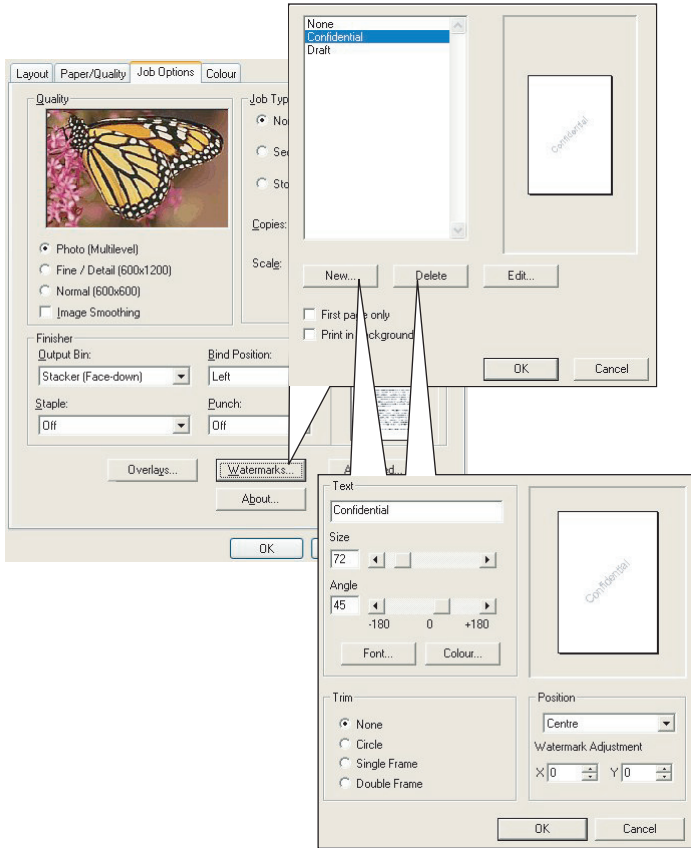 None
Confidential
Draft
Confidential
New... Delete Edit...
First page only
Print in background
OK Cancel
Layout Paper/Quality Job Options Colour
Quality
Photo (Multilevel)
Fine / Detail (600x1200)
Normal (600x600)
Image Smoothing
Job Typ
No
Sec
Sto
Copies:
Scale:
Finisher
Output Bin: Bind Position:
Stacker (Face-down) Left
Staple: Punch:
Off Off
Overlays... Watermarks...
About...
OK
Text
Confidential
Size
72
Angle
45
-180 0 +180
Font... Colour...
Confidential
Trim
None
Circle
Single Frame
Double Frame
Position
Centre
Watermark Adjustment
X 0 Y 0
OK Cancel